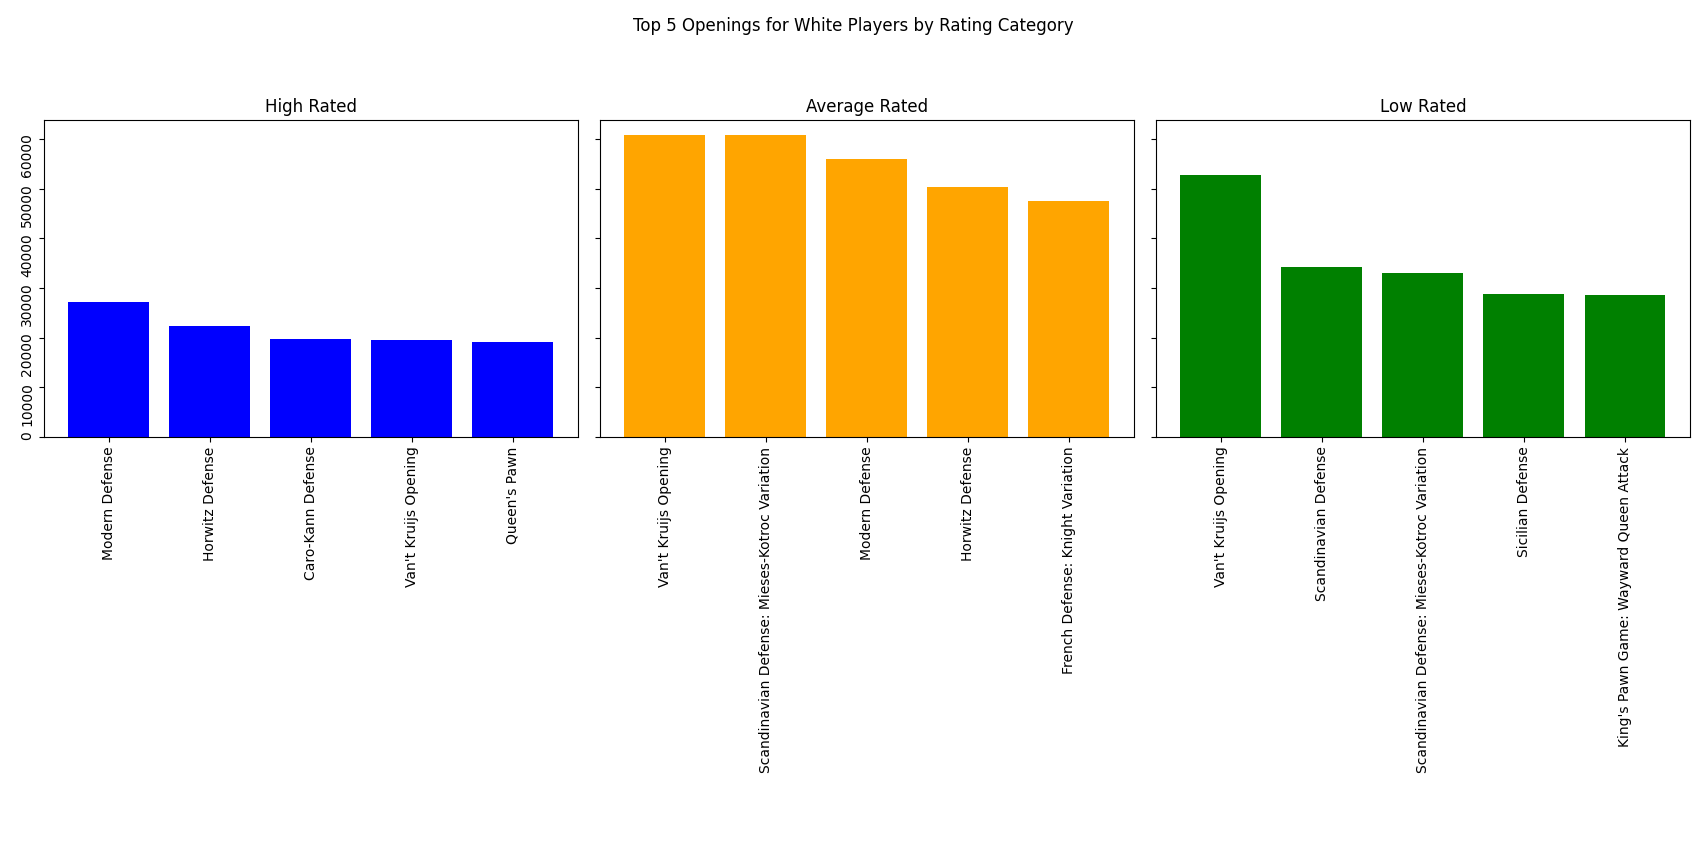 Top 5 Openings for White Players by Rating Category
High Rated
Average Rated
Low Rated
60000
50000
40000
30000
20000
10000
0
Modern Defense
Horwitz Defense
Caro-Kann Defense
Van't Kruijs Opening
Queen's Pawn
Van't Kruijs Opening
Scandinavian Defense: Mieses-Kotroc Variation
Modern Defense
Horwitz Defense
French Defense: Knight Variation
Van't Kruijs Opening
Scandinavian Defense
Scandinavian Defense: Mieses-Kotroc Variation
Sicilian Defense
King's Pawn Game: Wayward Queen Attack